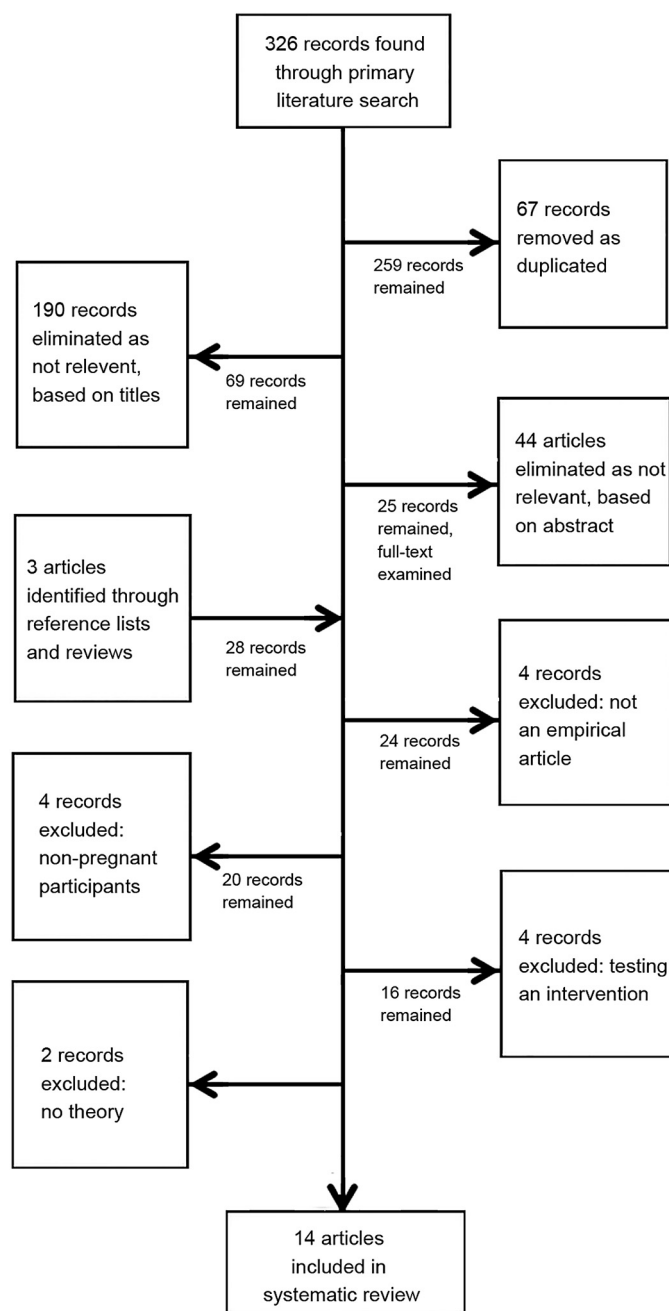 326 records found
through primary
literature search
67 records
removed as
duplicated
259 records
remained
190 records
eliminated as
not relevent,
based on titles
69 records
remained
44 articles
eliminated as not
relevant, based
on abstract
25 records
remained,
full-text
examined
3 articles
identified through
reference lists
and reviews
28 records
remained
4 records
excluded: not
an empirical
article
24 records
remained
4 records
excluded:
non-pregnant
participants
20 records
remained
4 records
excluded: testing
an intervention
16 records
remained
2 records
excluded:
no theory
14 articles
included in
systematic review